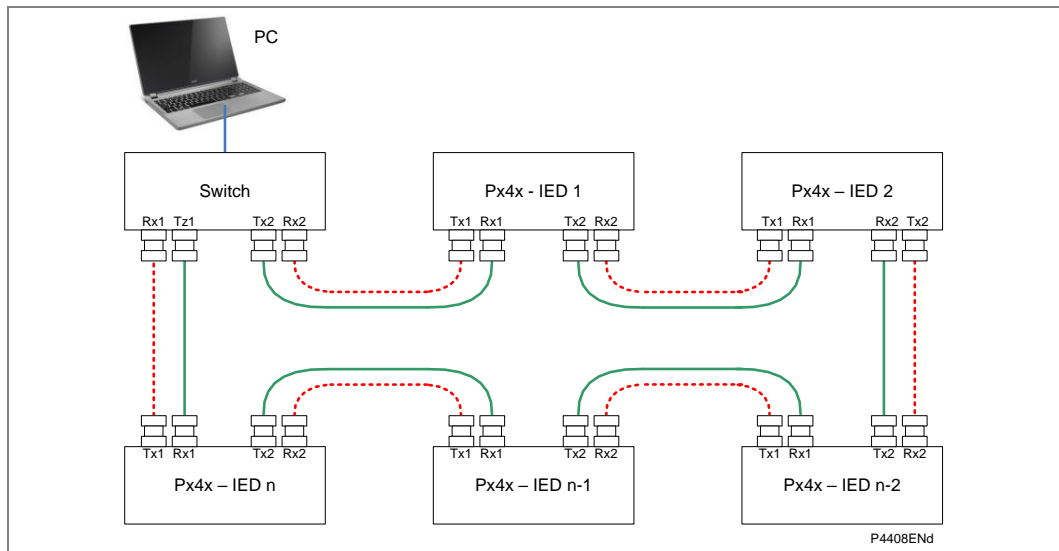 PC
Switch
Px4x - IED 1
Px4x – IED 2
Rx1 Tz1 Tx2 Rx2
Tx1 Rx1 Tx2 Rx2
Tx1 Rx1 Rx2 Tx2
Tx1 Rx1 Tx2 Rx2
Tx1 Rx1 Tx2 Rx2
Tx1 Rx1 Tx2 Rx2
Px4x – IED n
Px4x – IED n-1
Px4x – IED n-2
P4408ENd